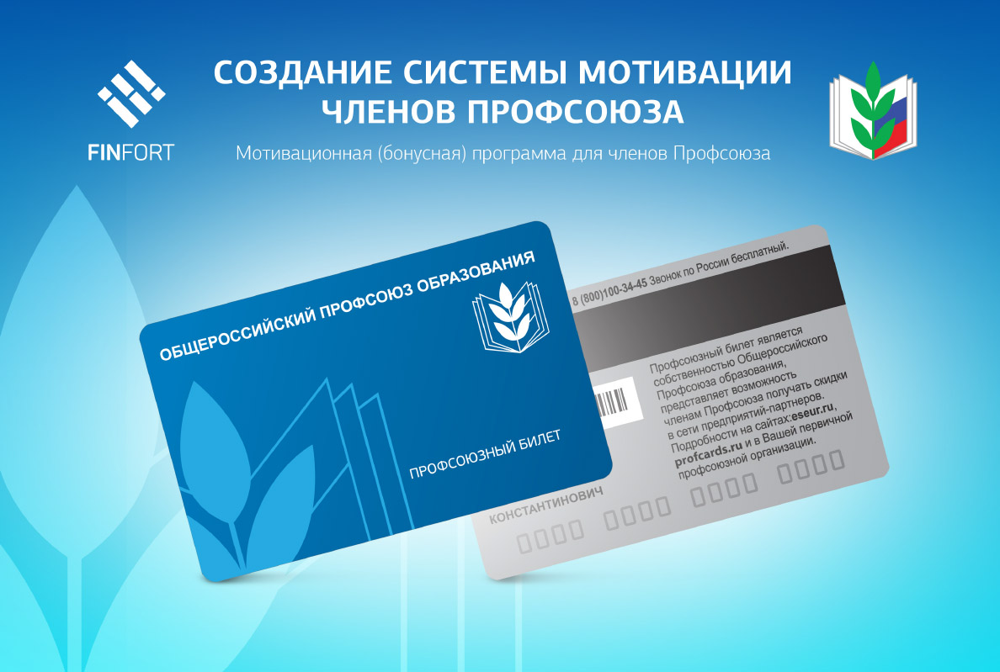 СОЗДАНИЕ СИСТЕМЫ МОТИВАЦИИ
ЧЛЕНОВ ПРОФСОЮЗА
FINFORT
Мотивационная (бонусная) программа для членов Профсоюза
ОБЩЕРОССИЙСКИЙ ПРОФСОЮЗ ОБРАЗОВАНИЯ
ПРОФСОЮЗНЫЙ БИЛЕТ
8 (800)100-34-45 Звонок по России бесплатный.
Профсоюзный билет является
собственностью Общероссийского
Профсоюза образования,
представляет возможность
членам Профсоюза получать скидки
в сети предприятий-партнеров.
Подробности на сайтах:eseur.ru,
profcards.ru и в Вашей первичной
профсоюзной организации.
КОНСТАНТИНОВИЧ
0000 0000 0000 0000